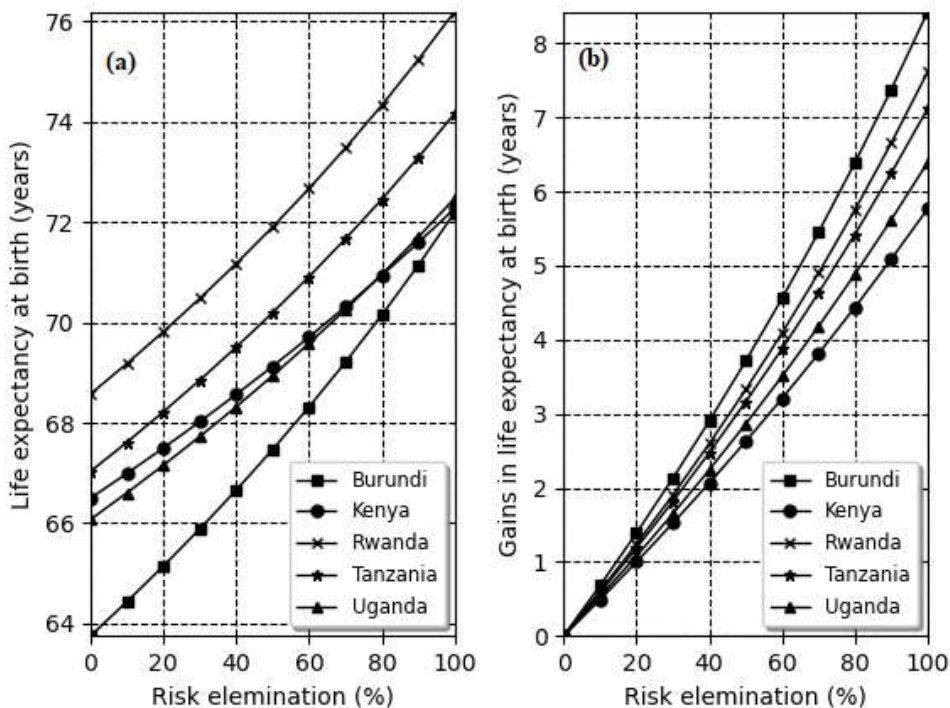 (a)
Life expectancy at birth (years)
76
74
72
70
68
66
64
Burundi
Kenya
Rwanda
Tanzania
Uganda
0 20 40 60 80 100
Risk elemination (%)
(b)
Gains in life expectancy at birth (years)
8
7
6
5
4
3
2
1
0
Burundi
Kenya
Rwanda
Tanzania
Uganda
0 20 40 60 80 100
Risk elemination (%)